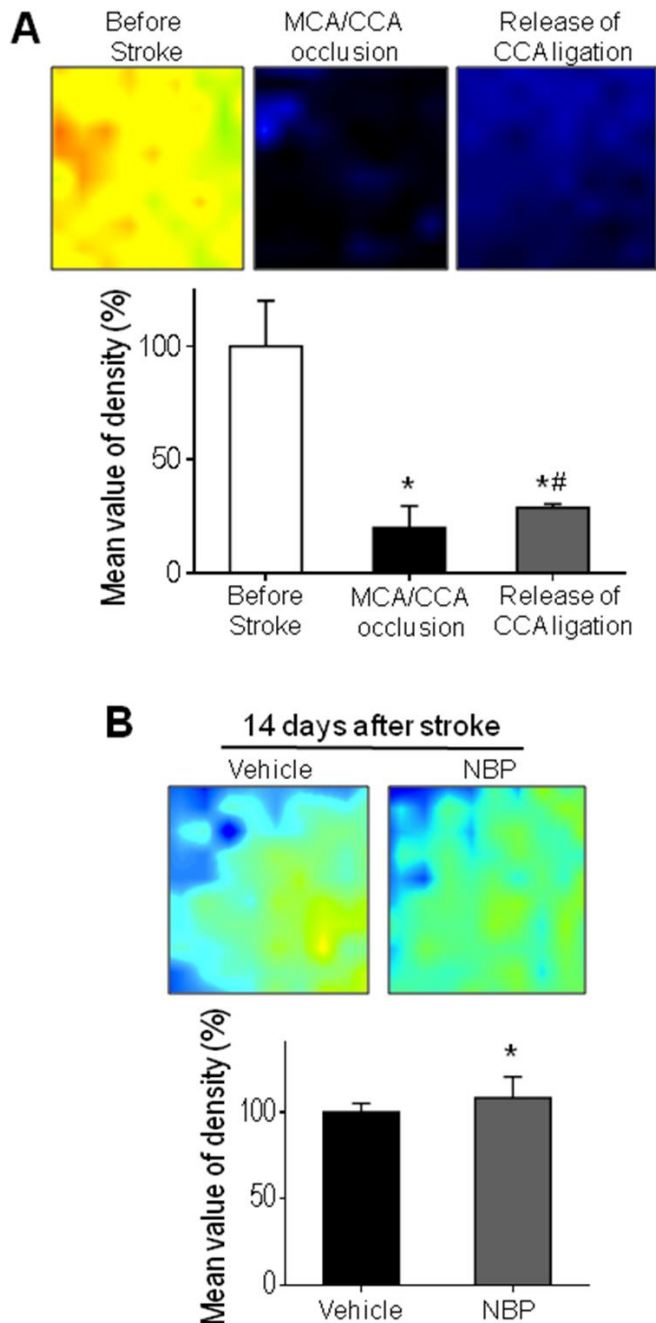 A
Before
Stroke
MCA/CCA
occlusion
Release of
CCA ligation
Mean value of density (%)
100
50
0
*
*#
Before
Stroke
MCA/CCA
occlusion
Release of
CCA ligation
B
14 days after stroke
Vehicle
NBP
Mean value of density (%)
100
50
0
*
Vehicle
NBP